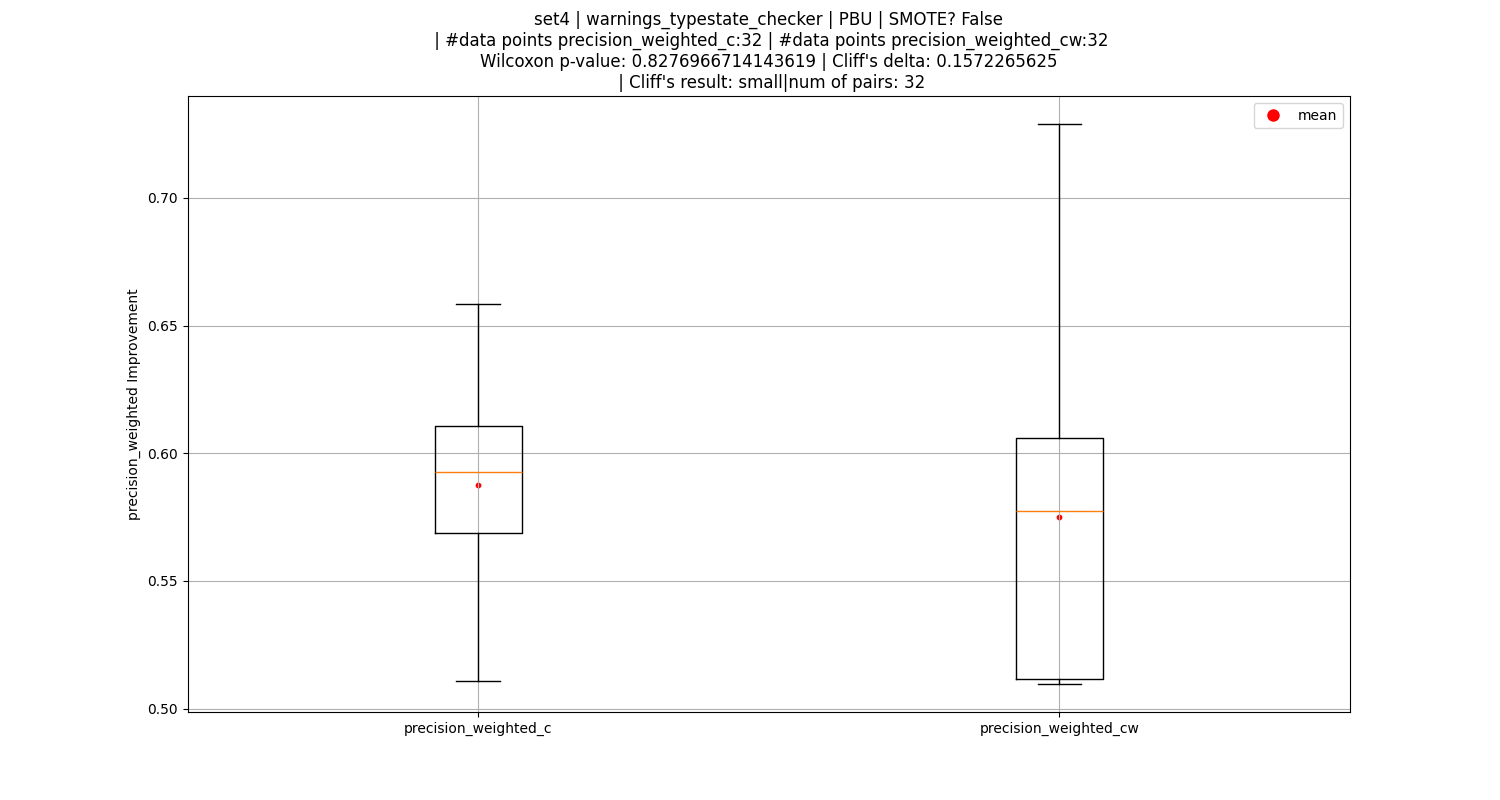 set4 | warnings_typestate_checker | PBU | SMOTE? False
| #data points precision_weighted_c:32 | #data points precision_weighted_cw:32
Wilcoxon p-value: 0.8276966714143619 | Cliff's delta: 0.1572265625
| Cliff's result: small|num of pairs: 32
mean
precision_weighted Improvement
0.70
0.65
0.60
0.55
0.50
precision_weighted_c
precision_weighted_cw